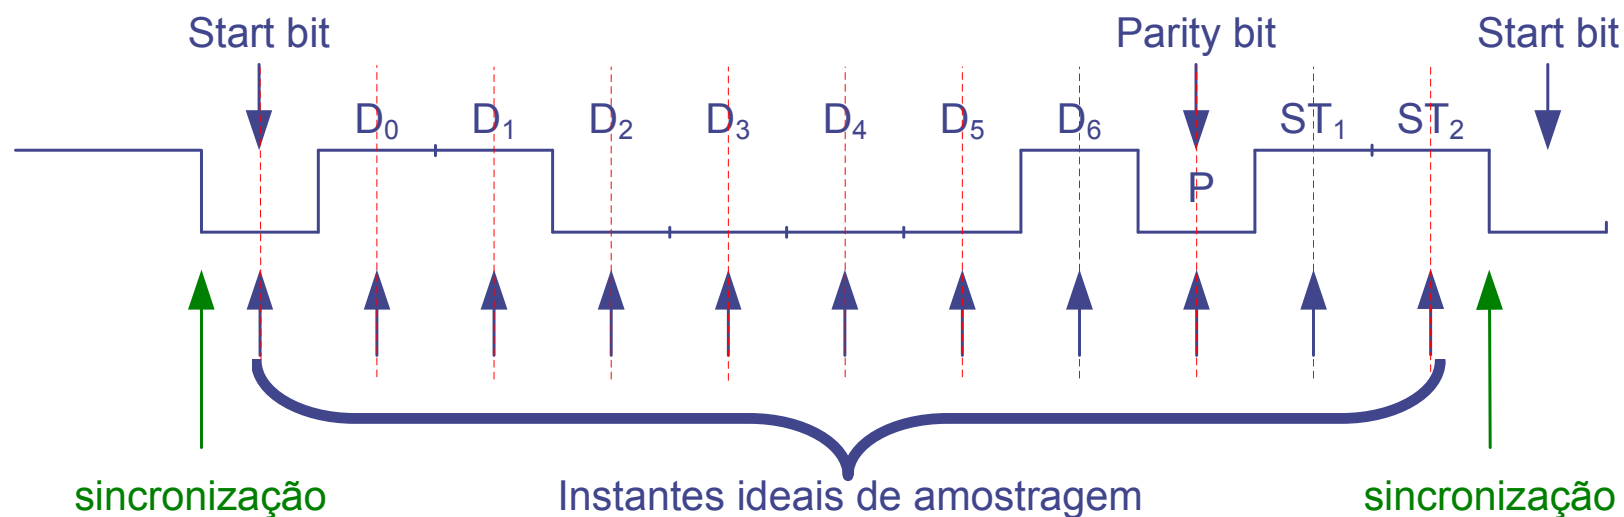 Start bit Parity bit Start bit
D₀ D₁ D₂ D₃ D₄ D₅ D₆ ST₁ ST₂
P
sincronização Instantes ideais de amostragem sincronização